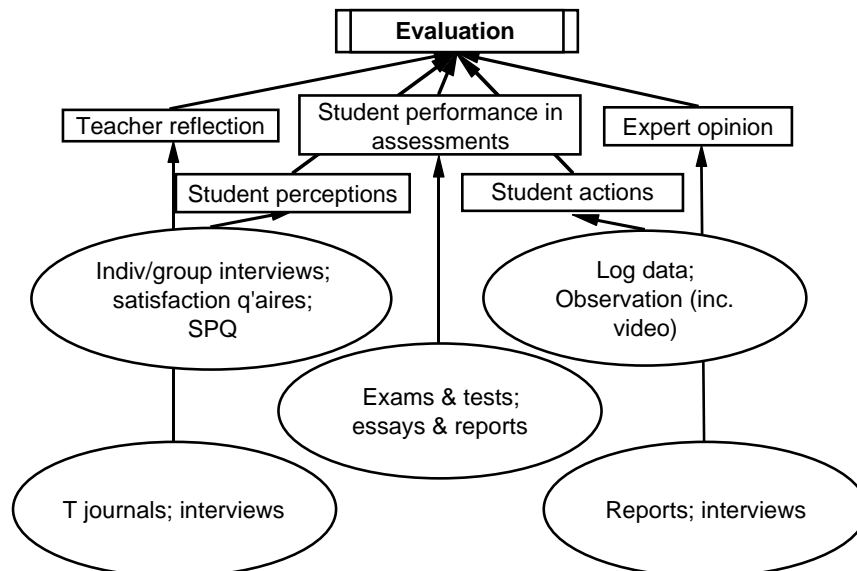 Evaluation
Teacher reflection
Student performance in
assessments
Expert opinion
Student perceptions
Student actions
Indiv/group interviews;
satisfaction q'aires;
SPQ
Log data;
Observation (inc.
video)
Exams & tests;
essays & reports
T journals; interviews
Reports; interviews